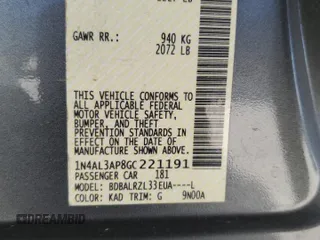 GAWR RR.: 940 KG
2072 LB
THIS VEHICLE CONFORMS TO
ALL APPLICABLE FEDERAL
MOTOR VEHICLE SAFETY,
BUMPER, AND THEFT
PREVENTION STANDARDS IN
EFFECT ON THE DATE OF
MANUFACTURE SHOWN ABOVE.
1N4AL3AP8GC221191
PASSENGER CAR 181
MODEL: BDBALRZL33EUA----L
COLOR: KAD TRIM: G 9N00A
IDREAMBID